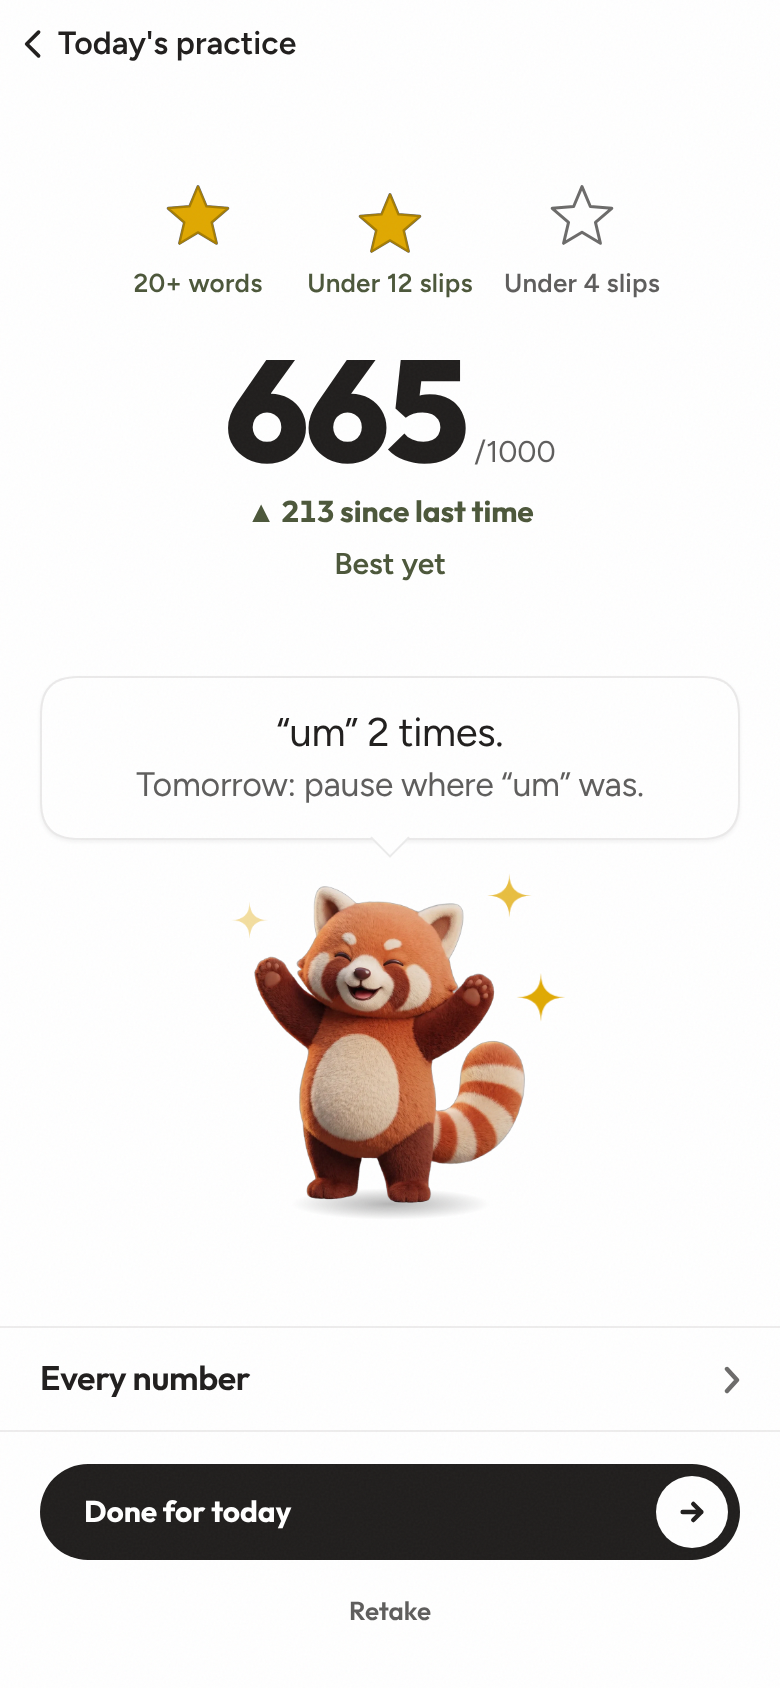 Today's practice
20+ words
Under 12 slips
Under 4 slips
665/1000
▲ 213 since last time
Best yet
“um” 2 times.
Tomorrow: pause where “um” was.
Every number
Done for today
Retake